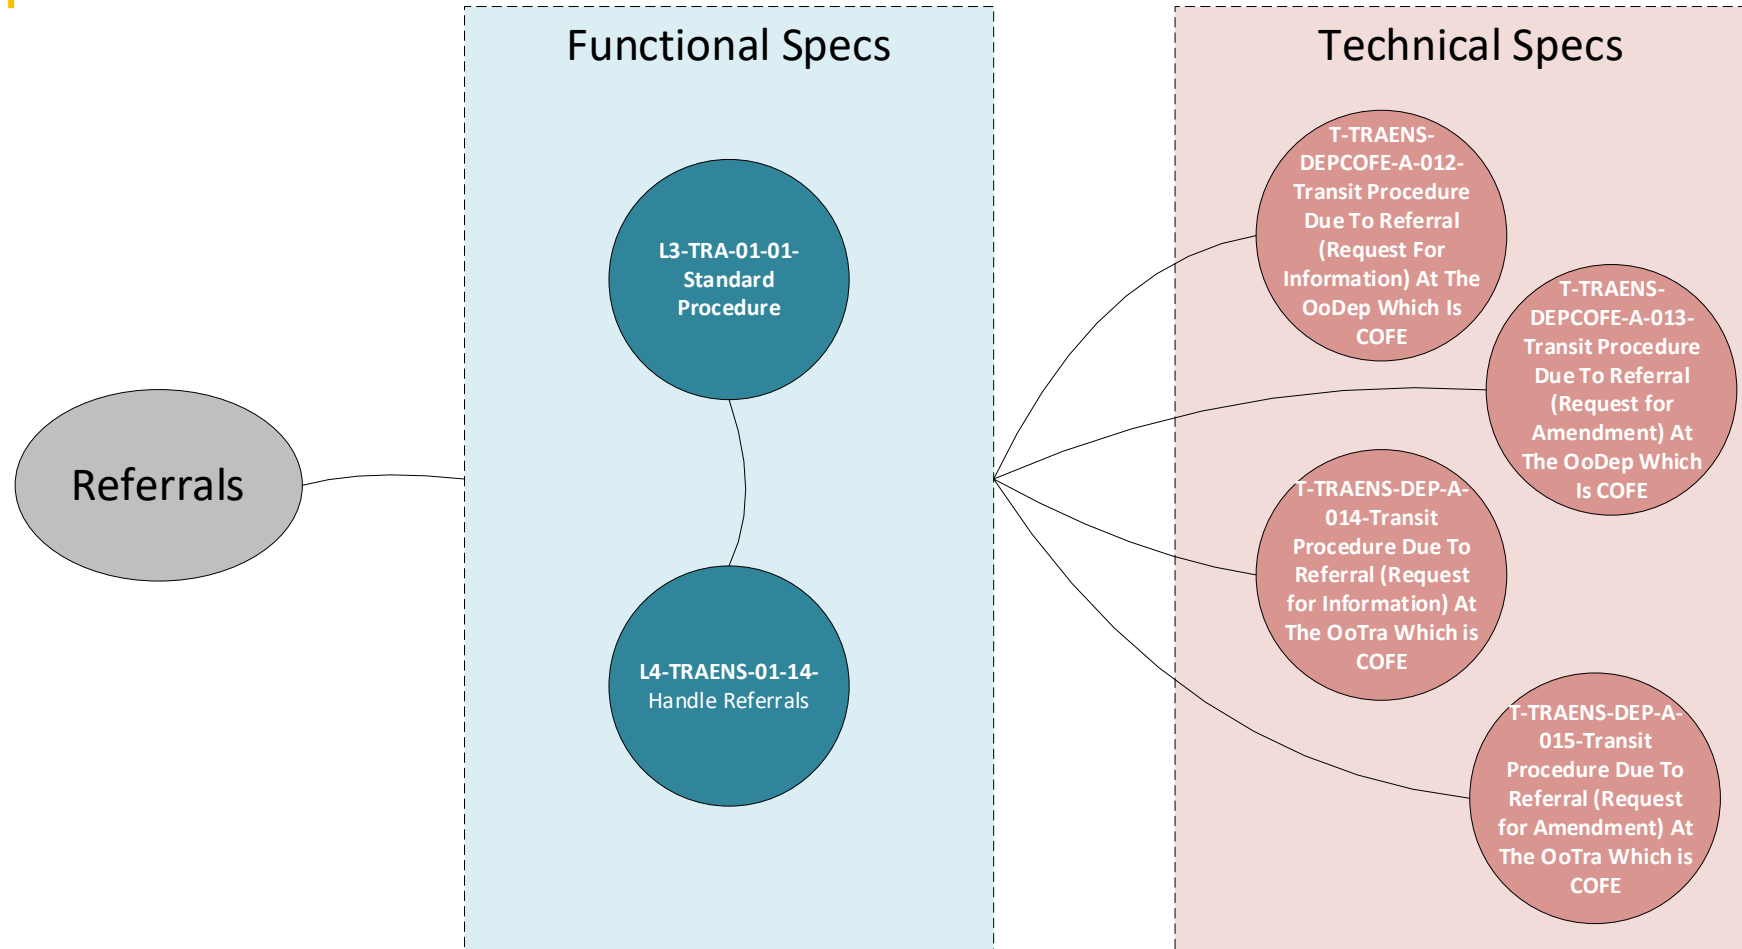 Functional Specs
Technical Specs
Referrals
L3-TRA-01-01-
Standard
Procedure
L4-TRAENS-01-14-
Handle Referrals
T-TRAENS-
DEPCOFE-A-012-
Transit Procedure
Due To Referral
(Request For
Information) At The
OoDep Which Is
COFE
T-TRAENS-
DEPCOFE-A-013-
Transit Procedure
Due To Referral
(Request for
Amendment) At
The OoDep Which
Is COFE
T-TRAENS-DEP-A-
014-Transit
Procedure Due To
Referral (Request
for Information) At
The OoTra Which is
COFE
T-TRAENS-DEP-A-
015-Transit
Procedure Due To
Referral (Request
for Amendment) At
The OoTra Which is
COFE